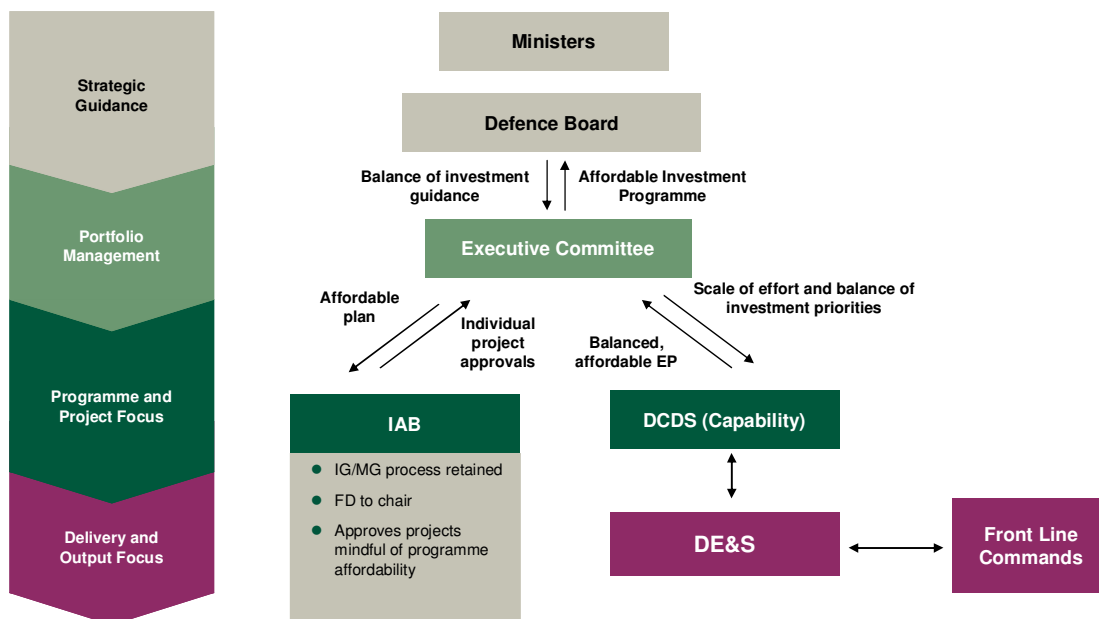 Strategic
Guidance
Portfolio
Management
Programme and
Project Focus
Delivery and
Output Focus
Ministers
Defence Board
Balance of investment
guidance
Affordable Investment
Programme
Executive Committee
Affordable
plan
Individual
project
approvals
Scale of effort and balance of
investment priorities
Balanced,
affordable EP
IAB
IG/MG process retained
FD to chair
Approves projects
mindful of programme
affordability
DCDS (Capability)
DE&S
Front Line
Commands